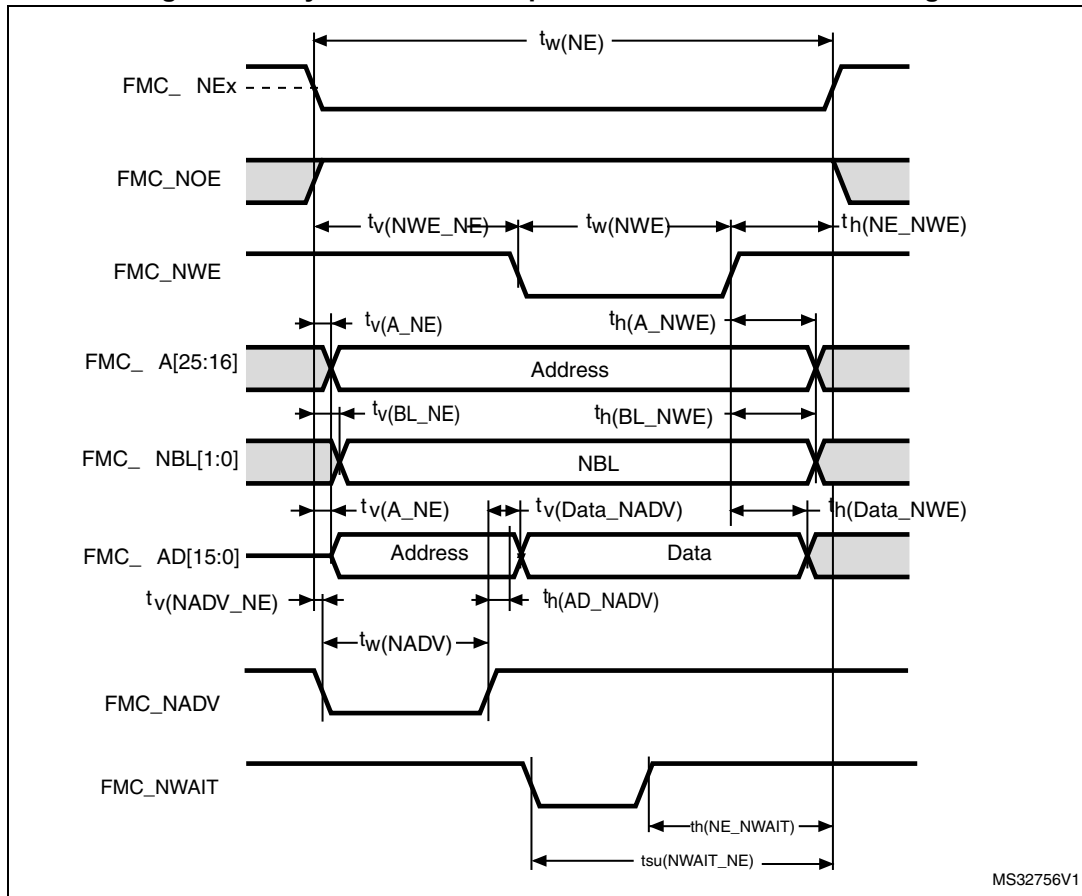 tw(NE)
FMC_ NEx
FMC_NOE
tv(NWE_NE)
tw(NWE)
th(NE_NWE)
FMC_NWE
tv(A_NE)
th(A_NWE)
FMC_ A[25:16]
Address
tv(BL_NE)
th(BL_NWE)
FMC_ NBL[1:0]
NBL
tv(A_NE)
tv(Data_NADV)
th(Data_NWE)
FMC_ AD[15:0]
Address
Data
tv(NADV_NE)
th(AD_NADV)
tw(NADV)
FMC_NADV
FMC_NWAIT
th(NE_NWAIT)
tsu(NWAIT_NE)
MS32756V1